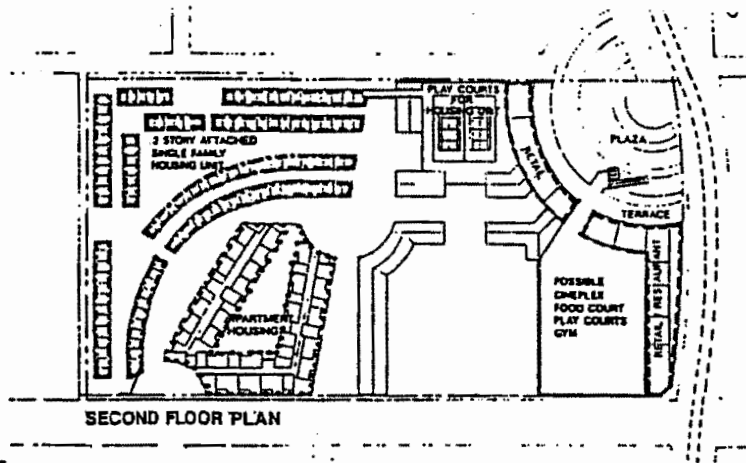 PLAY COURTS
FOR
HOUSING ONLY
2 STORY ATTACHED
SINGLE FAMILY
HOUSING UNIT
RETAIL
PLAZA
TERRACE
APARTMENT
HOUSING
POSSIBLE
CINEPLEX
FOOD COURT
PLAY COURTS
GYM
RETAIL / RESTAURANT
SECOND FLOOR PLAN